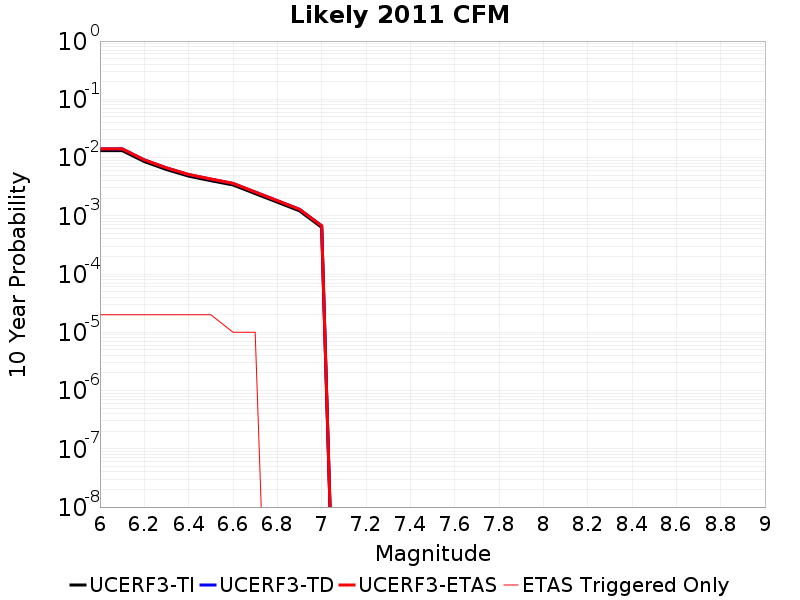 Likely 2011 CFM
10 Year Probability
10^0
10^-1
10^-2
10^-3
10^-4
10^-5
10^-6
10^-7
10^-8
6 6.2 6.4 6.6 6.8 7 7.2 7.4 7.6 7.8 8 8.2 8.4 8.6 8.8 9
Magnitude
UCERF3-TI UCERF3-TD UCERF3-ETAS ETAS Triggered Only